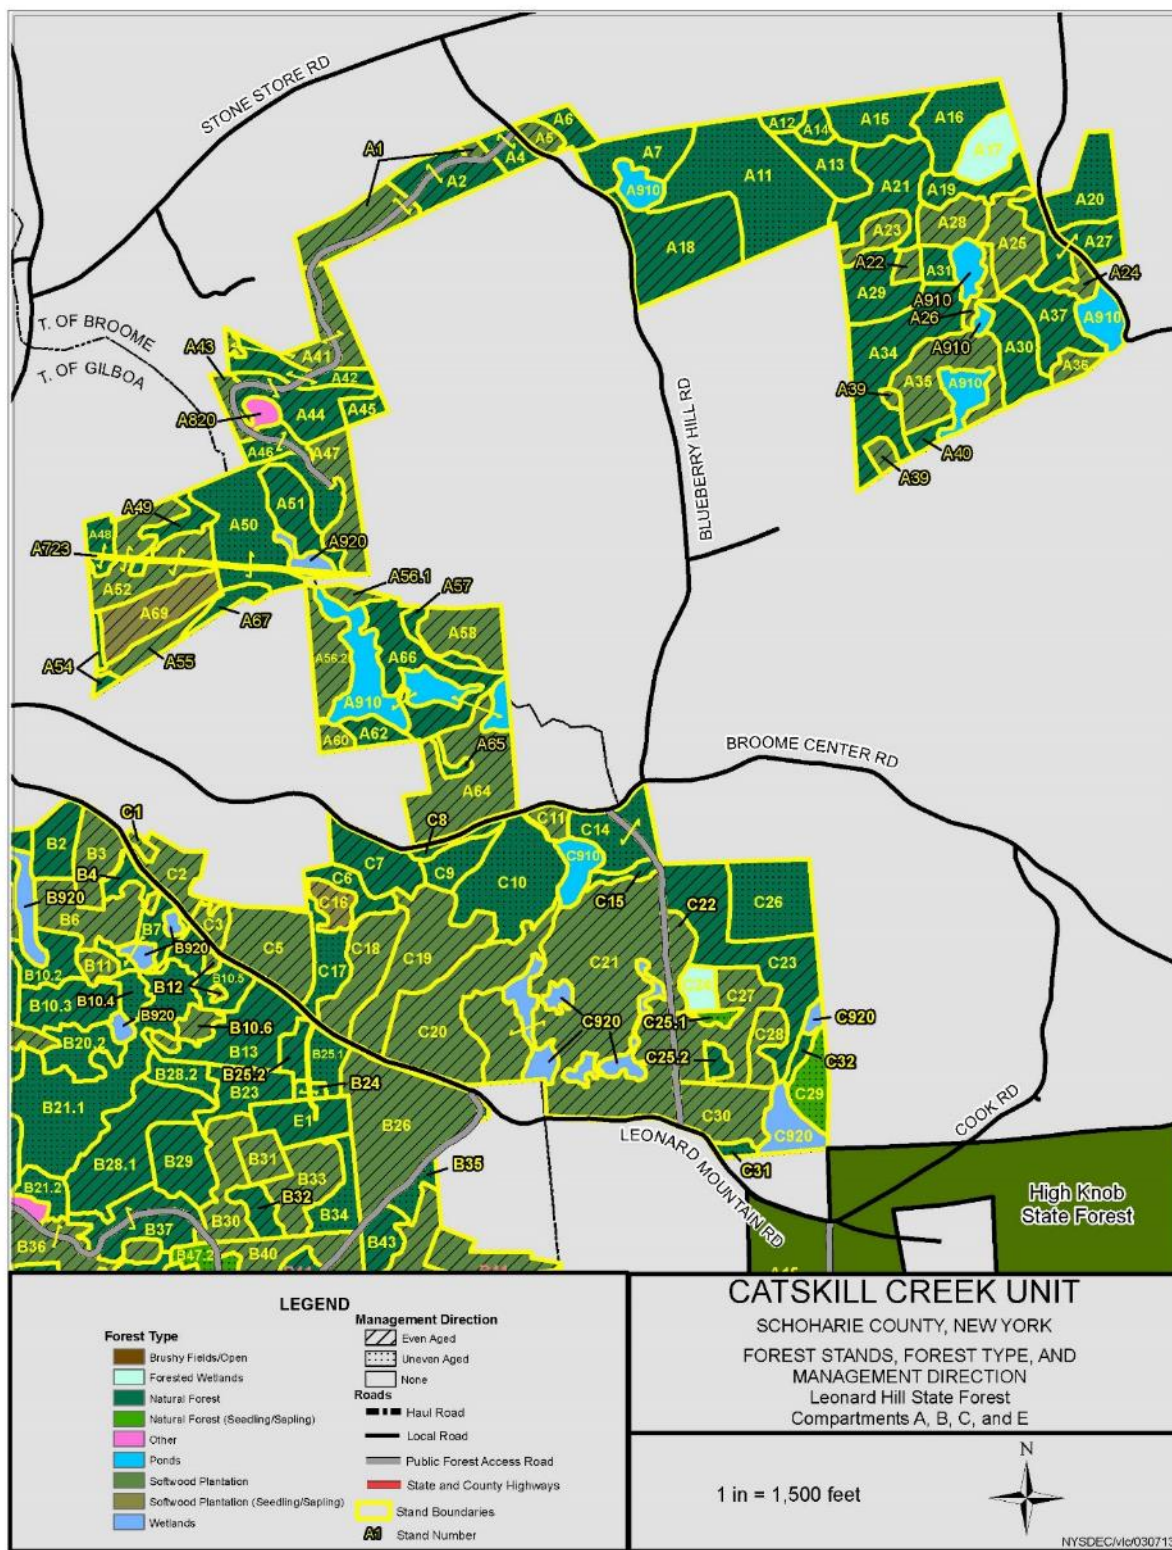 STONE STORE RD
A1
A6
A5
A4
A2
A7
A910
A11
A12
A14
A15
A16
A17
A13
A21
A19
A20
A18
A23
A28
A25
A27
A22
A31
A24
A29
A910
A26
A910
A910
A37
T. OF BROOME
T. OF GILBOA
A43
A41
A42
A34
A30
A36
A35
A910
A39
A820
A44
A45
A46
A47
A40
A39
BLUEBERRY HILL RD
A49
A50
A51
A48
A723
A920
A52
A56.1
A57
A69
A67
A58
A54
A55
A56.2
A66
A910
A60
A62
A65
A64
BROOME CENTER RD
C1
C8
C11
C14
B2
B3
C2
C7
C910
B4
C6
C9
C10
C15
C22
C26
B920
C16
B6
B7
C3
C5
C18
C19
B920
C21
C23
B10.2
B11
C17
B10.5
B12
C24
C27
B10.3
B10.4
B920
B10.6
C920
C25.1
C920
C28
B20.2
C20
B13
B25.1
C25.2
C32
B28.2
B25.2
B24
C29
B23
B21.1
E1
B26
C30
C920
COOK RD
B28.1
B29
B31
B33
B35
LEONARD MOUNTAIN RD
C31
B21.2
B32
B30
B34
High Knob
State Forest
B36
B37
B43
B47.2
B40
A15
LEGEND
Forest Type
Brushy Fields/Open
Forested Wetlands
Natural Forest
Natural Forest (Seedling/Sapling)
Other
Ponds
Softwood Plantation
Softwood Plantation (Seedling/Sapling)
Wetlands
Management Direction
Even Aged
Uneven Aged
None
Roads
Haul Road
Local Road
Public Forest Access Road
State and County Highways
Stand Boundaries
A1 Stand Number
CATSKILL CREEK UNIT
SCHOHARIE COUNTY, NEW YORK
FOREST STANDS, FOREST TYPE, AND
MANAGEMENT DIRECTION
Leonard Hill State Forest
Compartments A, B, C, and E
1 in = 1,500 feet
N
NYSDEC/vlc/030713